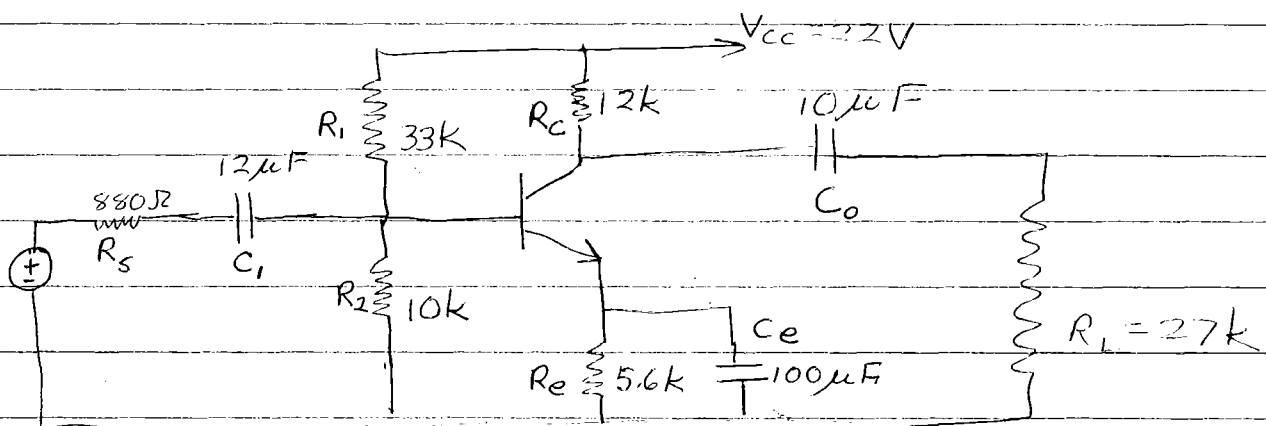 Vcc = 22V
R1 33k
Rc 12k
10µF
Co
12µF
C1
880Ω
Rs
R2 10k
Re 5.6k
Ce
100µF
RL = 27k